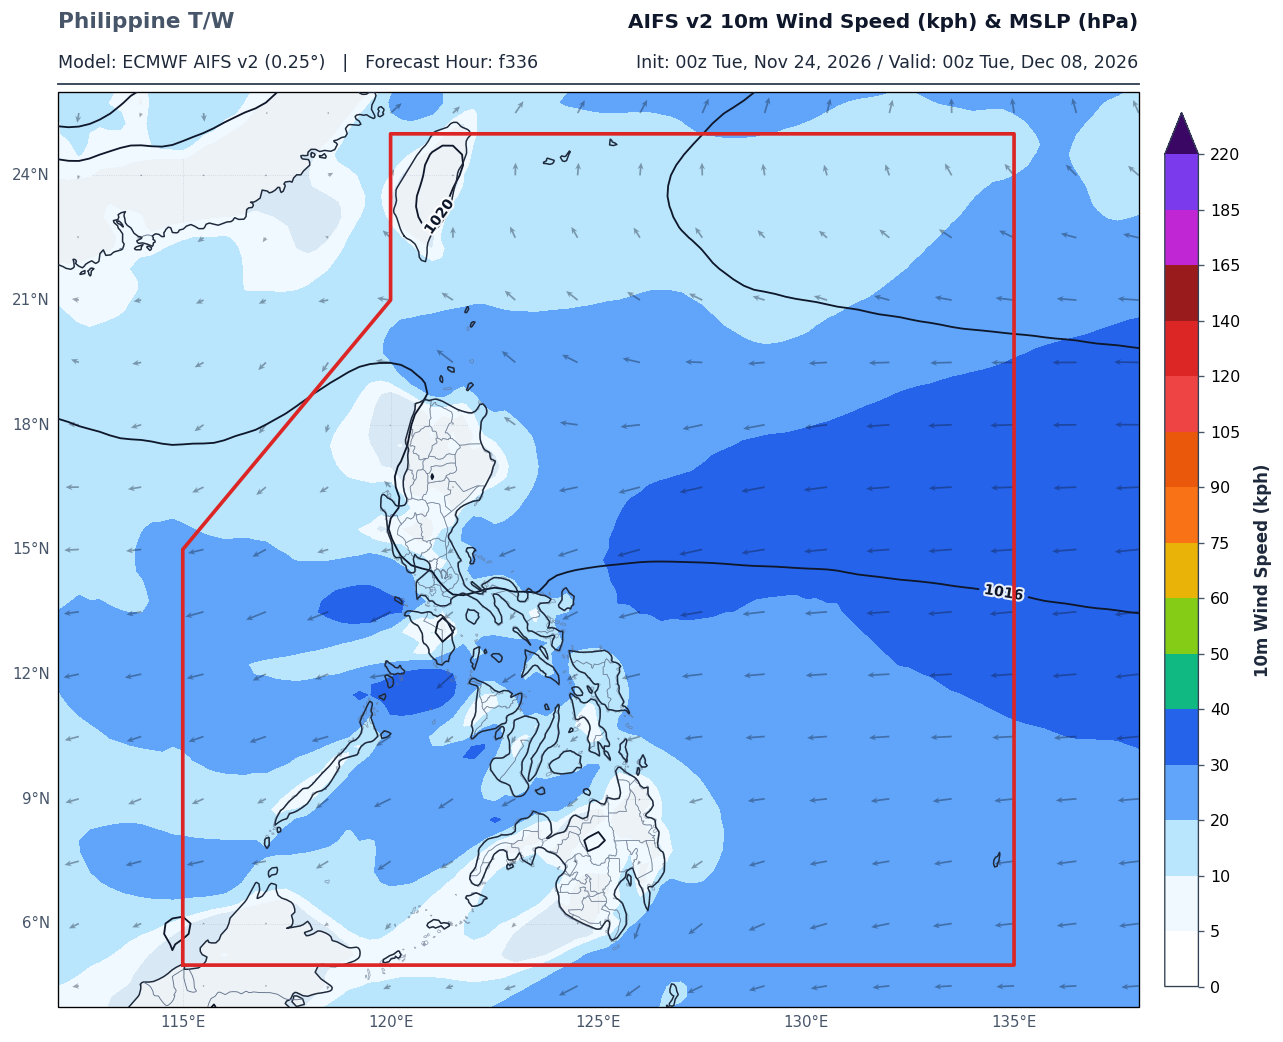 Philippine T/W
AIFS v2 10m Wind Speed (kph) & MSLP (hPa)
Model: ECMWF AIFS v2 (0.25°) | Forecast Hour: f336
Init: 00z Tue, Nov 24, 2026 / Valid: 00z Tue, Dec 08, 2026
24°N
21°N
18°N
15°N
12°N
9°N
6°N
115°E
120°E
125°E
130°E
135°E
1020
1016
220
185
165
140
120
105
90
75
60
50
40
30
20
10
5
0
10m Wind Speed (kph)